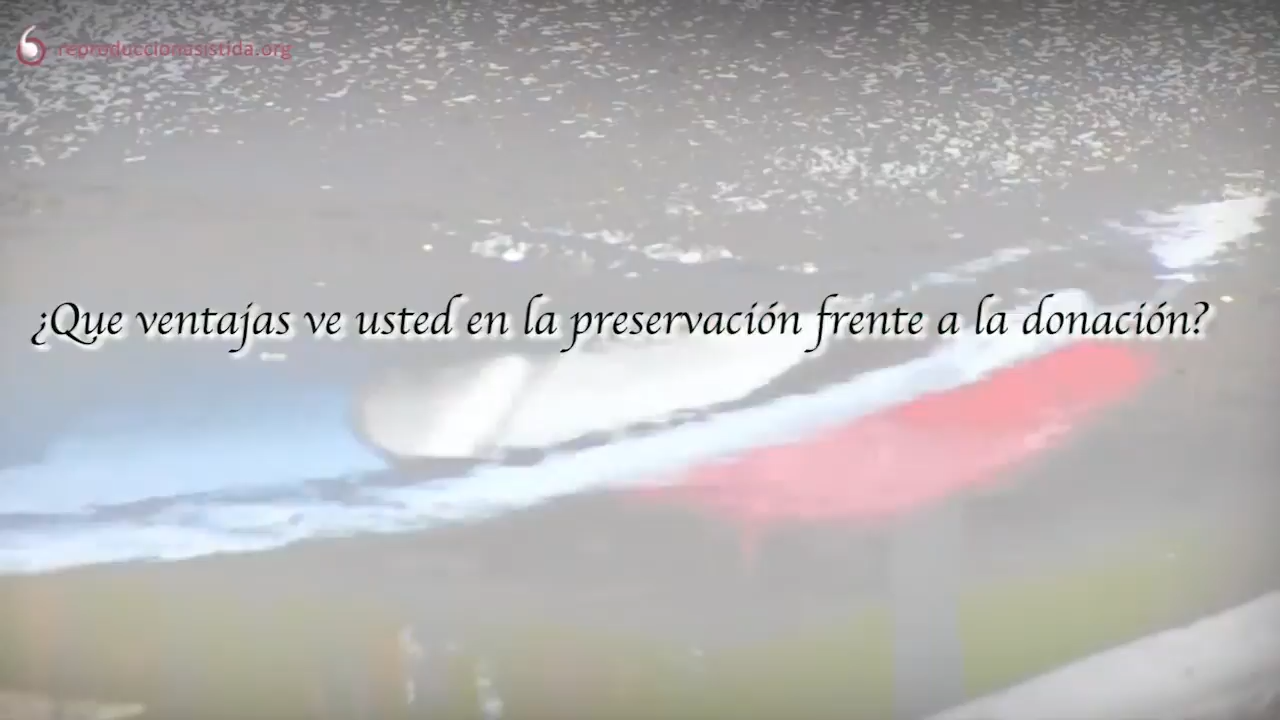 reproduccionasistida.org
¿Que ventajas ve usted en la preservación frente a la donación?